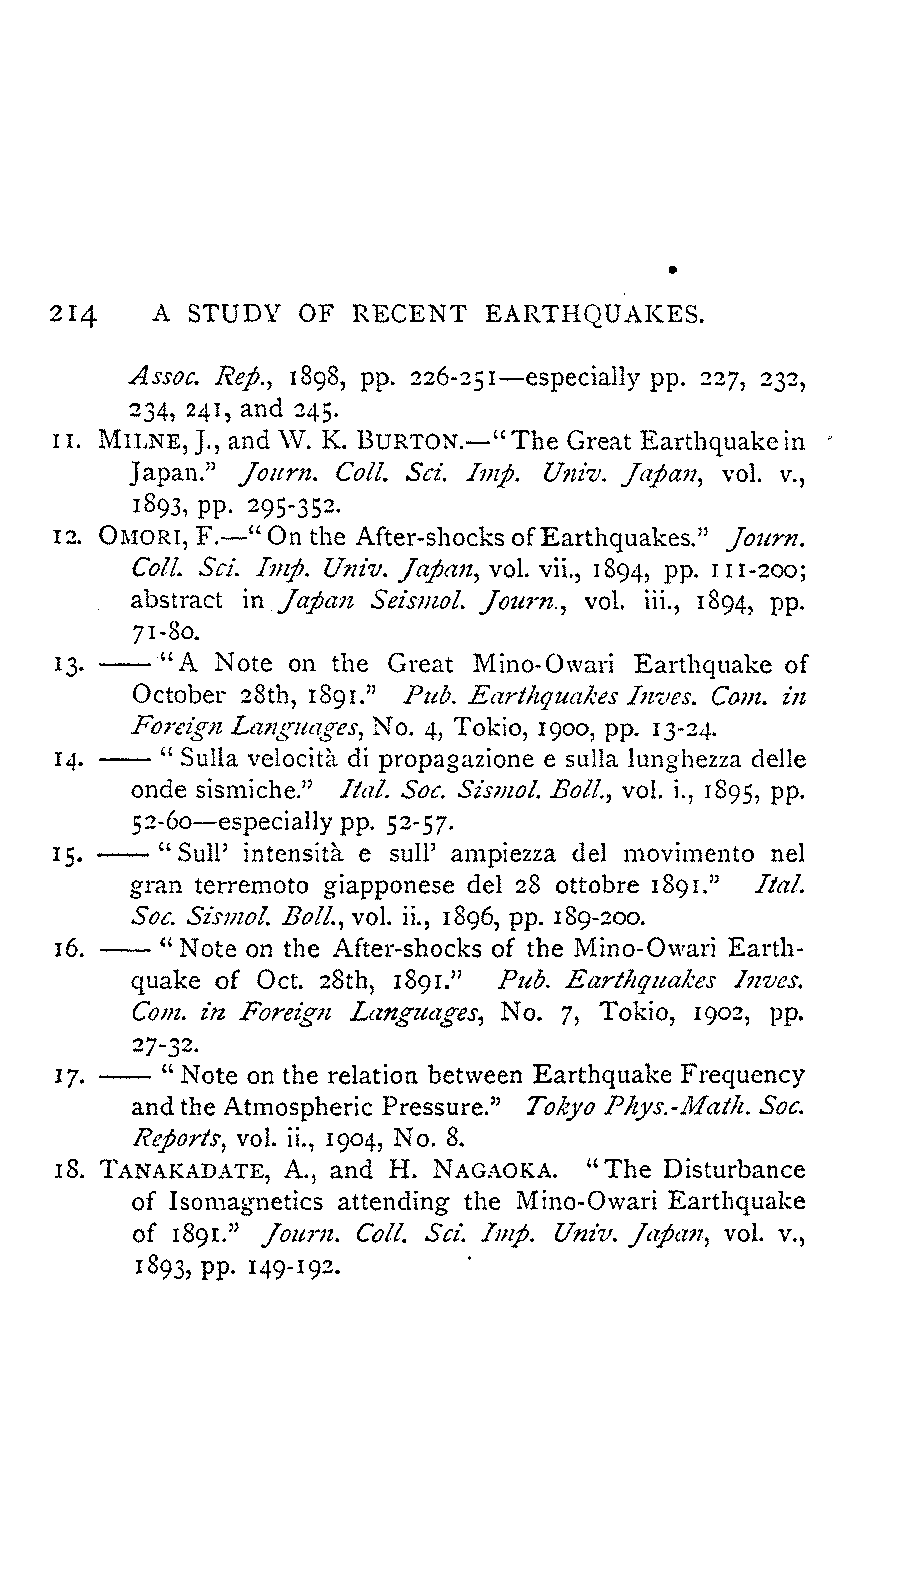 214 A STUDY OF RECENT EARTHQUAKES.
Assoc. Rep., 1898, pp. 226-251—especially pp. 227, 232,
234, 241, and 245.
11. MILNE, J., and W. K. BURTON.—“The Great Earthquake in
Japan.” Journ. Coll. Sci. Imp. Univ. Japan, vol. v.,
1893, pp. 295-352.
12. OMORI, F.—“On the After-shocks of Earthquakes.” Journ.
Coll. Sci. Imp. Univ. Japan, vol. vii., 1894, pp. 111-200;
abstract in Japan Seismol. Journ., vol. iii., 1894, pp.
71-80.
13. —— “A Note on the Great Mino-Owari Earthquake of
October 28th, 1891.” Pub. Earthquakes Inves. Com. in
Foreign Languages, No. 4, Tokio, 1900, pp. 13-24.
14. —— “Sulla velocità di propagazione e sulla lunghezza delle
onde sismiche.” Ital. Soc. Sismol. Boll., vol. i., 1895, pp.
52-60—especially pp. 52-57.
15. —— “Sull’ intensità e sull’ ampiezza del movimento nel
gran terremoto giapponese del 28 ottobre 1891.” Ital.
Soc. Sismol. Boll., vol. ii., 1896, pp. 189-200.
16. —— “Note on the After-shocks of the Mino-Owari Earth-
quake of Oct. 28th, 1891.” Pub. Earthquakes Inves.
Com. in Foreign Languages, No. 7, Tokio, 1902, pp.
27-32.
17. —— “Note on the relation between Earthquake Frequency
and the Atmospheric Pressure.” Tokyo Phys.-Math. Soc.
Reports, vol. ii., 1904, No. 8.
18. TANAKADATE, A., and H. NAGAOKA. “The Disturbance
of Isomagnetics attending the Mino-Owari Earthquake
of 1891.” Journ. Coll. Sci. Imp. Univ. Japan, vol. v.,
1893, pp. 149-192.